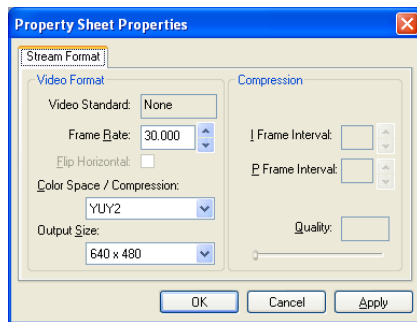 Property Sheet Properties
Stream Format
Video Format
Video Standard: None
Frame Rate: 30.000
Flip Horizontal:
Color Space / Compression:
YUY2
Output Size:
640 x 480
Compression
I Frame Interval:
P Frame Interval:
Quality:
OK Cancel Apply